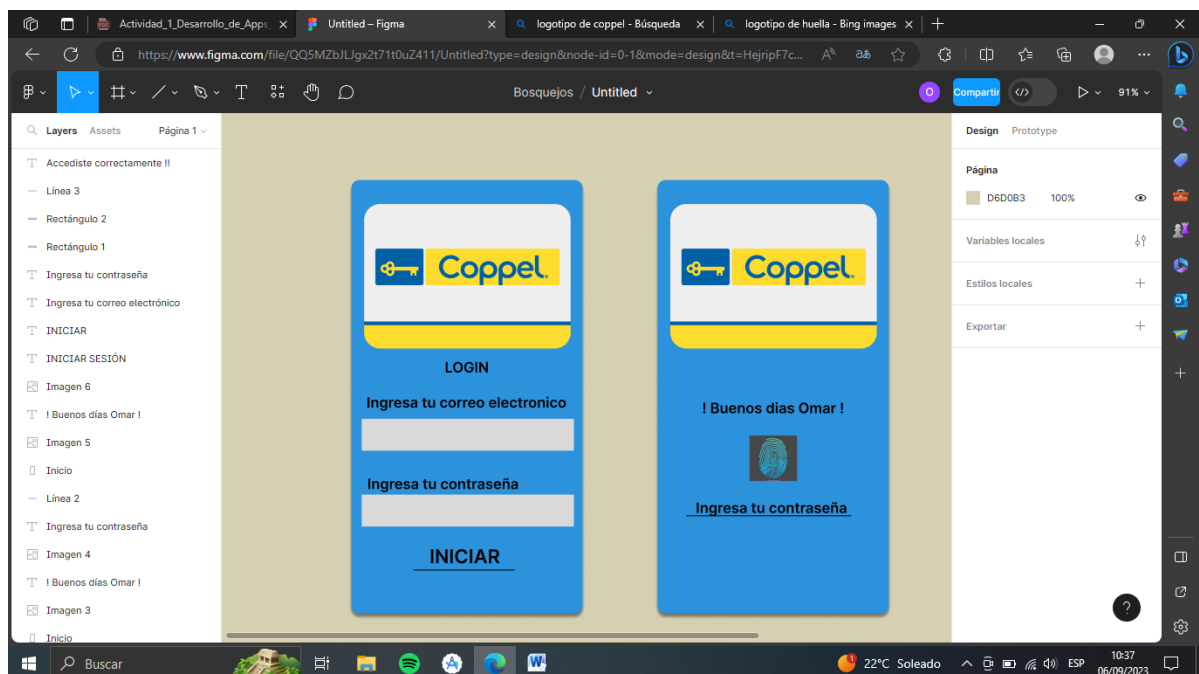 Actividad_1_Desarrollo_de_Apps_
Untitled – Figma
logotipo de coppel - Búsqueda
logotipo de huella - Bing images
https://www.figma.com/file/QQ5MZbJLJgx2t71t0uZ411/Untitled?type=design&node-id=0-1&mode=design&t=HejripF7c...
Bosquejos / Untitled
O
Compartir
91%
Layers Assets Página 1
Accediste correctamente !!
Línea 3
Rectángulo 2
Rectángulo 1
Ingresa tu contraseña
Ingresa tu correo electrónico
INICIAR
INICIAR SESIÓN
Imagen 6
! Buenos días Omar !
Imagen 5
Inicio
Línea 2
Ingresa tu contraseña
Imagen 4
! Buenos días Omar !
Imagen 3
Inicio
Coppel.
LOGIN
Ingresa tu correo electronico
Ingresa tu contraseña
INICIAR
Coppel.
! Buenos dias Omar !
Ingresa tu contraseña
Design Prototype
Página
D6D0B3 100%
Variables locales
Estilos locales
Exportar
?
Buscar
22°C Soleado
ESP
10:37
06/09/2023